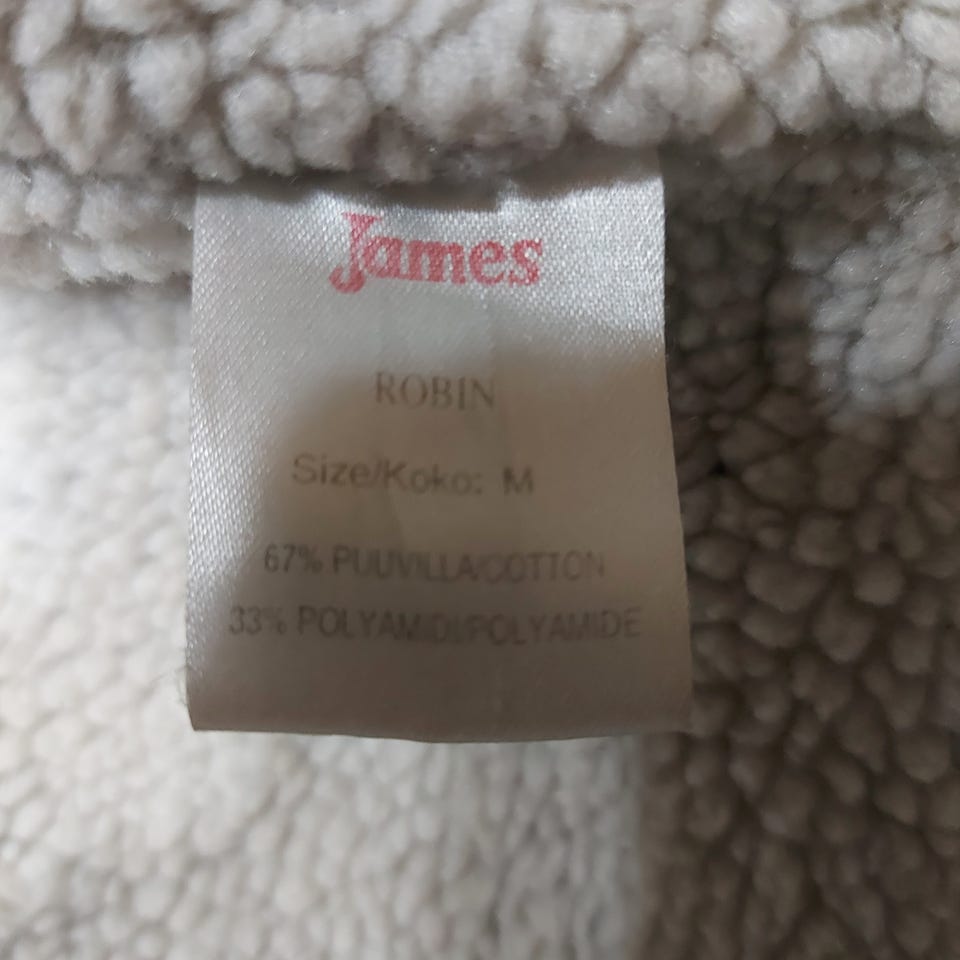 James
ROBIN
Size/Koko: M
67% PUUVILLA/COTTON
33% POLYAMIDI/POLYAMIDE